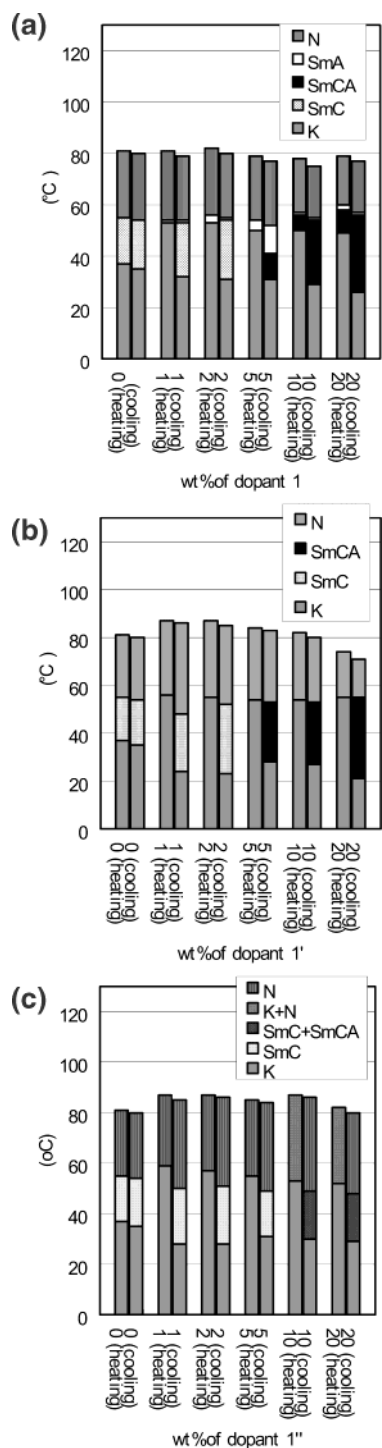 (a)
N
SmA
SmCA
SmC
K
(℃)
120
100
80
60
40
20
0
0 (heating)
0 (cooling)
1 (heating)
1 (cooling)
2 (heating)
2 (cooling)
5 (heating)
5 (cooling)
10 (heating)
10 (cooling)
20 (heating)
20 (cooling)
wt%of dopant 1
(b)
N
SmCA
SmC
K
(℃)
120
100
80
60
40
20
0
0 (heating)
0 (cooling)
1 (heating)
1 (cooling)
2 (heating)
2 (cooling)
5 (heating)
5 (cooling)
10 (heating)
10 (cooling)
20 (heating)
20 (cooling)
wt%of dopant 1'
(c)
N
K+N
SmC+SmCA
SmC
K
(oC)
120
100
80
60
40
20
0
0 (heating)
0 (cooling)
1 (heating)
1 (cooling)
2 (heating)
2 (cooling)
5 (heating)
5 (cooling)
10 (heating)
10 (cooling)
20 (heating)
20 (cooling)
wt%of dopant 1"